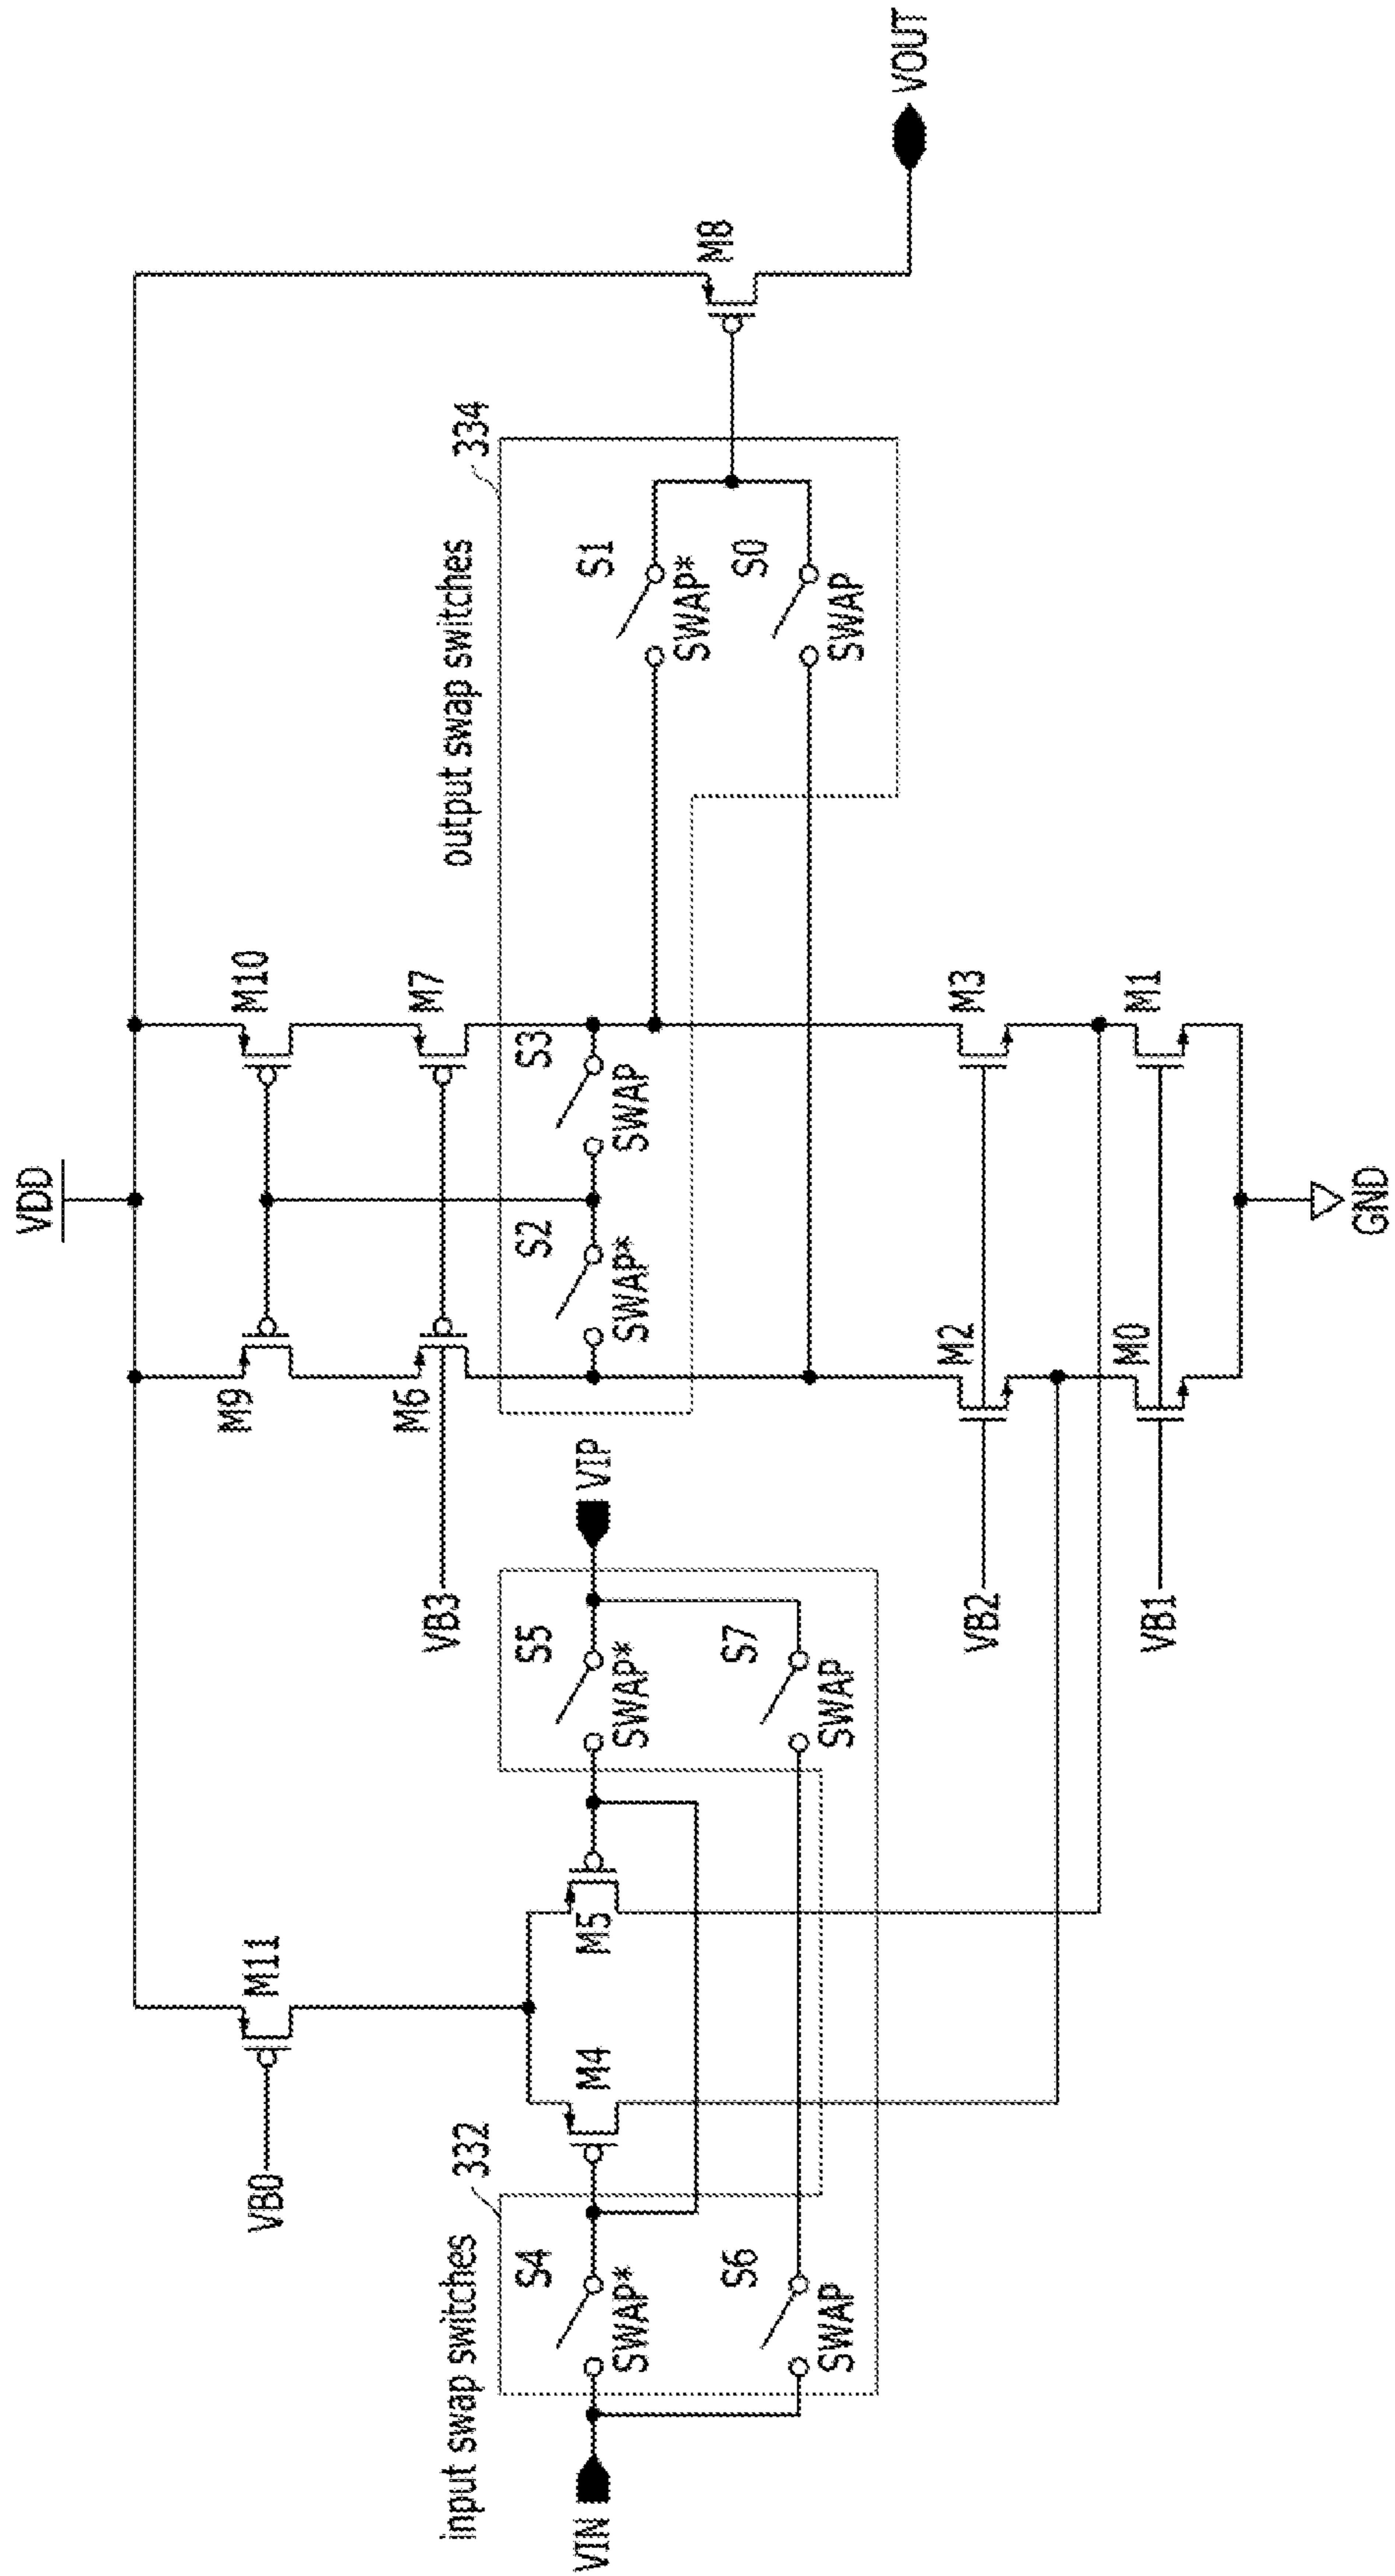 VDD
M11
VB0
M9
M10
M6
M7
VB3
input swap switches
332
output swap switches
334
VIN
S4
SWAP*
S6
SWAP
M4
M5
S5
SWAP*
S7
SWAP
VIP
S2
SWAP*
S3
SWAP
S1
SWAP*
S0
SWAP
M8
VOUT
VB2
M2
M3
VB1
M0
M1
GND